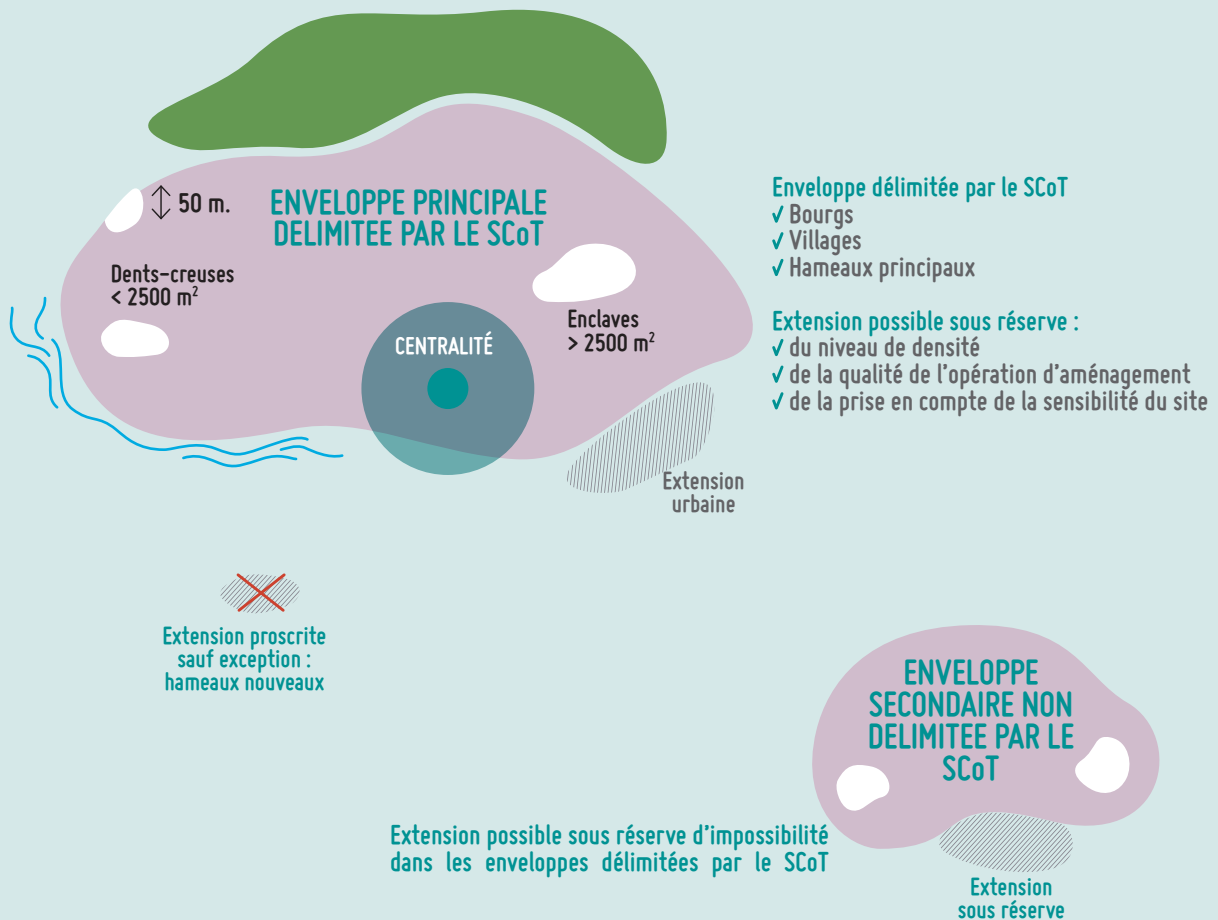 50 m.
ENVELOPPE PRINCIPALE
DELIMITEE PAR LE SCoT
Dents-creuses
< 2500 m²
CENTRALITÉ
Enclaves
> 2500 m²
Extension
urbaine
Enveloppe délimitée par le SCoT
✓ Bourgs
✓ Villages
✓ Hameaux principaux
Extension possible sous réserve :
✓ du niveau de densité
✓ de la qualité de l'opération d'aménagement
✓ de la prise en compte de la sensibilité du site
Extension proscrite
sauf exception :
hameaux nouveaux
ENVELOPPE
SECONDAIRE NON
DELIMITEE PAR LE
SCoT
Extension possible sous réserve d'impossibilité
dans les enveloppes délimitées par le SCoT
Extension
sous réserve